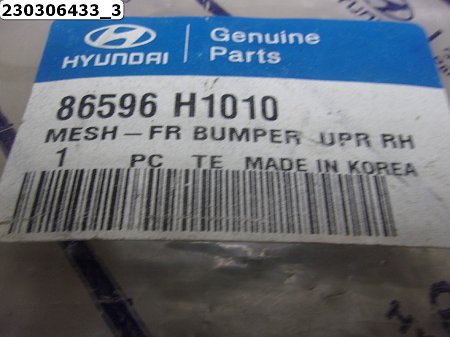 230306433_3
HYUNDAI
Genuine
Parts
86596 H1010
MESH-FR BUMPER UPR RH
1 PC TE MADE IN KOREA